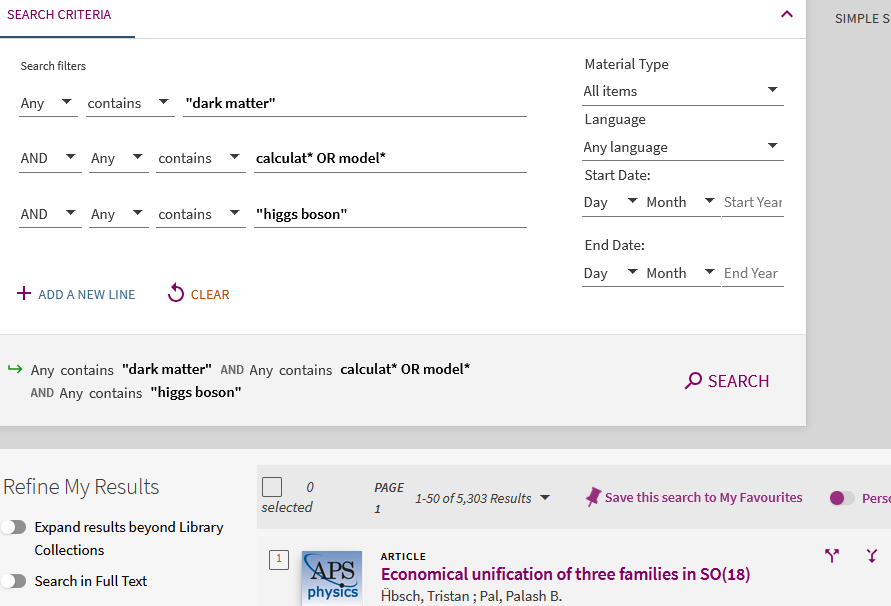 SEARCH CRITERIA
SIMPLE S
Search filters
Any contains "dark matter"
AND Any contains calculat* OR model*
AND Any contains "higgs boson"
ADD A NEW LINE CLEAR
Material Type
All items
Language
Any language
Start Date:
Day Month Start Year
End Date:
Day Month End Year
Any contains "dark matter" AND Any contains calculat* OR model*
AND Any contains "higgs boson"
SEARCH
Refine My Results
Expand results beyond Library
Collections
Search in Full Text
0
selected
PAGE
1
1-50 of 5,303 Results
Save this search to My Favourites
Perso
1
APS
physics
ARTICLE
Economical unification of three families in SO(18)
Ḧbsch, Tristan ; Pal, Palash B.